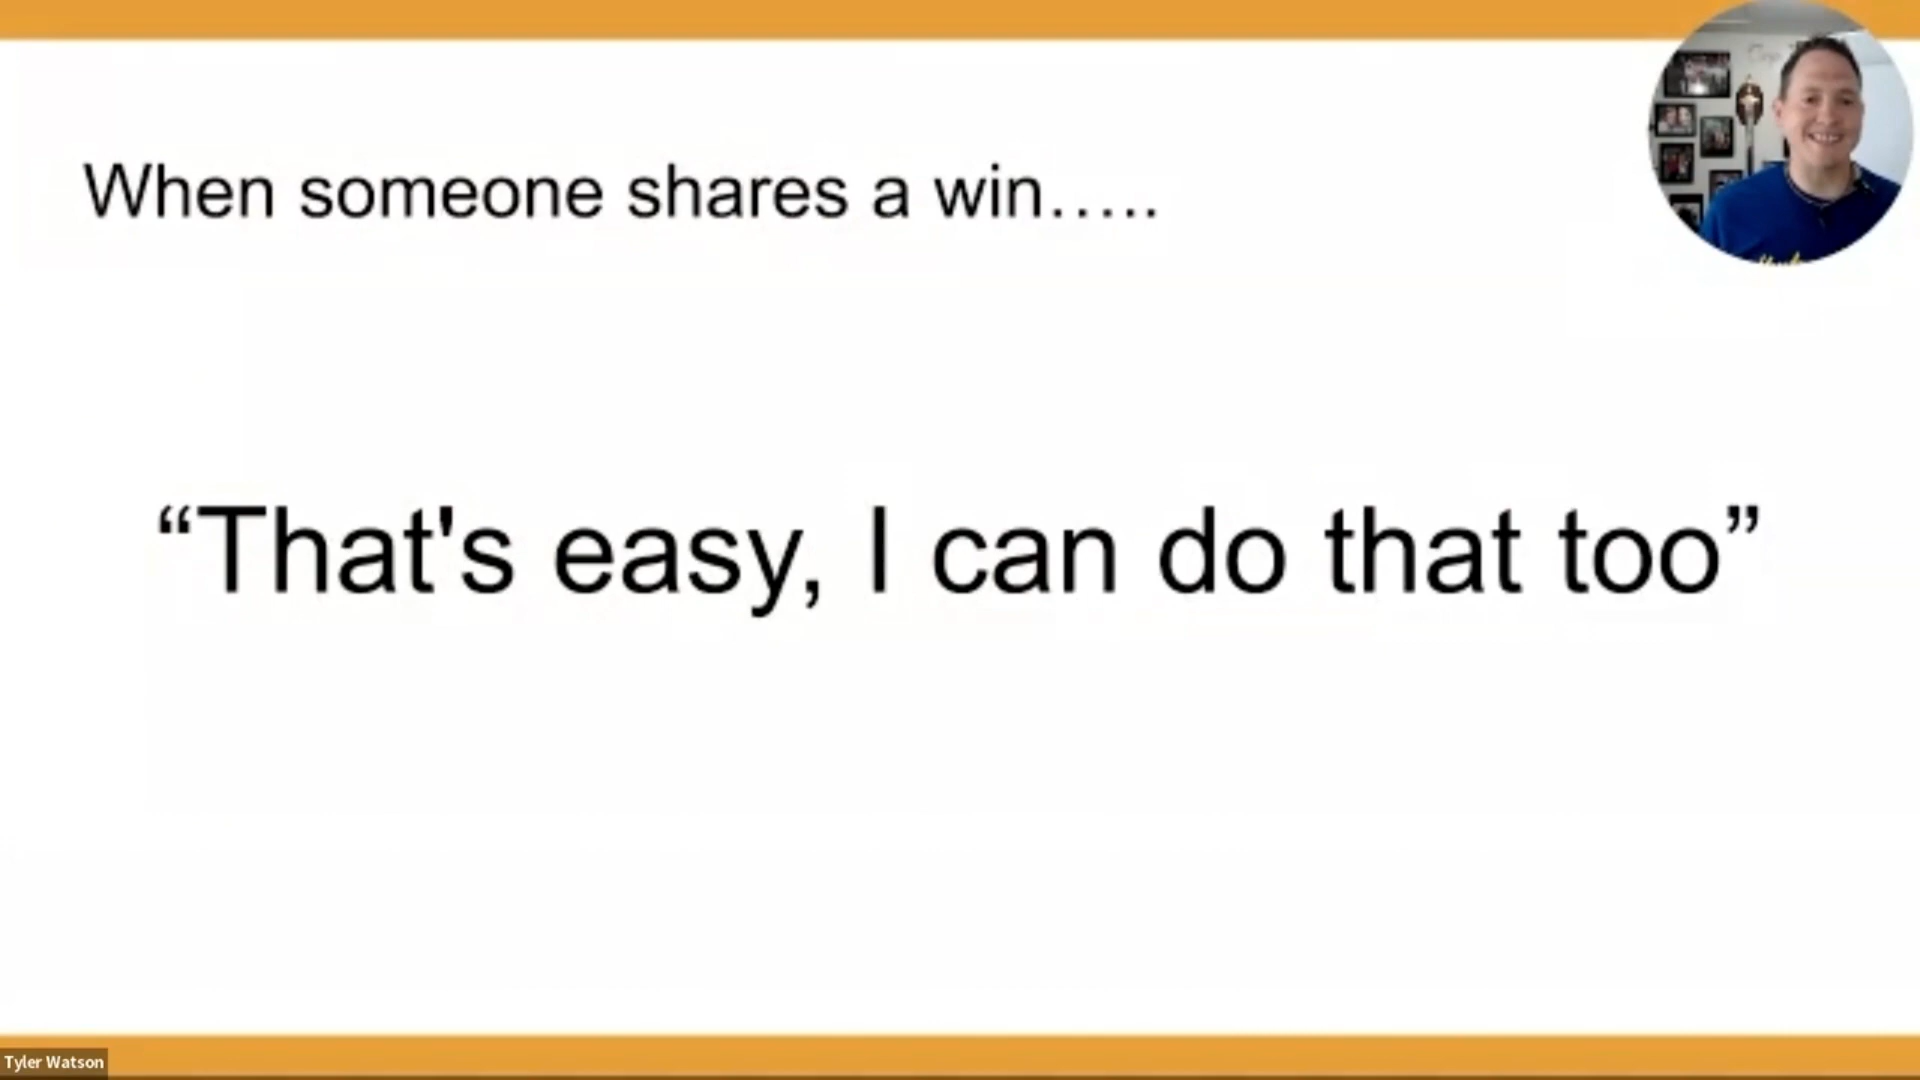 When someone shares a win.....
“That's easy, I can do that too”
Tyler Watson